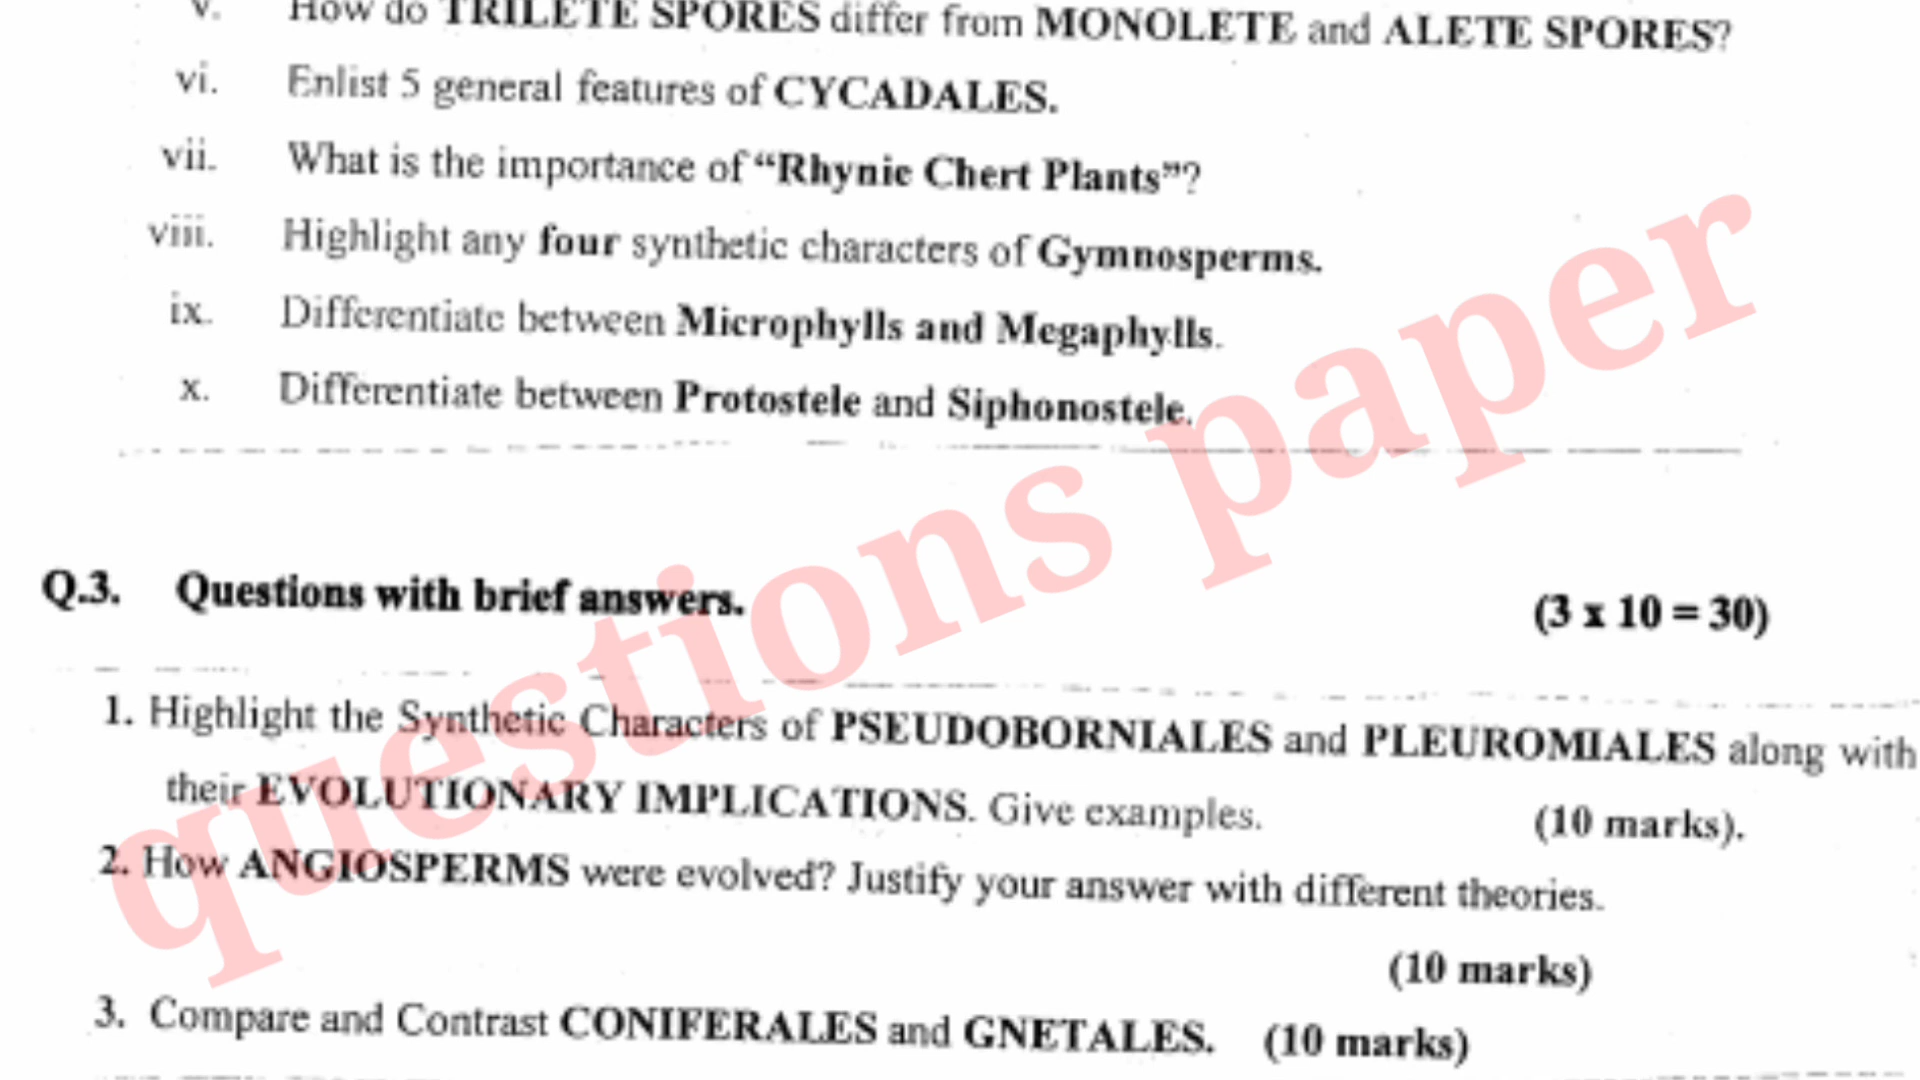 v. How do TRILETE SPORES differ from MONOLETE and ALETE SPORES?
vi. Enlist 5 general features of CYCADALES.
vii. What is the importance of “Rhynie Chert Plants”?
viii. Highlight any four synthetic characters of Gymnosperms.
ix. Differentiate between Microphylls and Megaphylls.
x. Differentiate between Protostele and Siphonostele.
Q.3. Questions with brief answers. (3 x 10 = 30)
1. Highlight the Synthetic Characters of PSEUDOBORNIALES and PLEUROMIALES along with
their EVOLUTIONARY IMPLICATIONS. Give examples. (10 marks).
2. How ANGIOSPERMS were evolved? Justify your answer with different theories.
(10 marks)
3. Compare and Contrast CONIFERALES and GNETALES. (10 marks)
questions paper